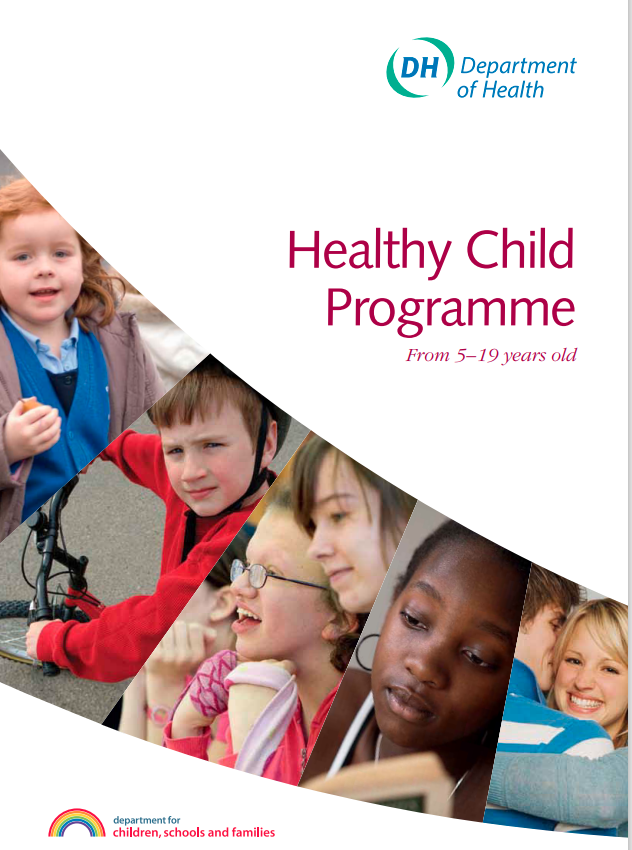 DH Department
of Health
Healthy Child
Programme
From 5–19 years old
department for
children, schools and families